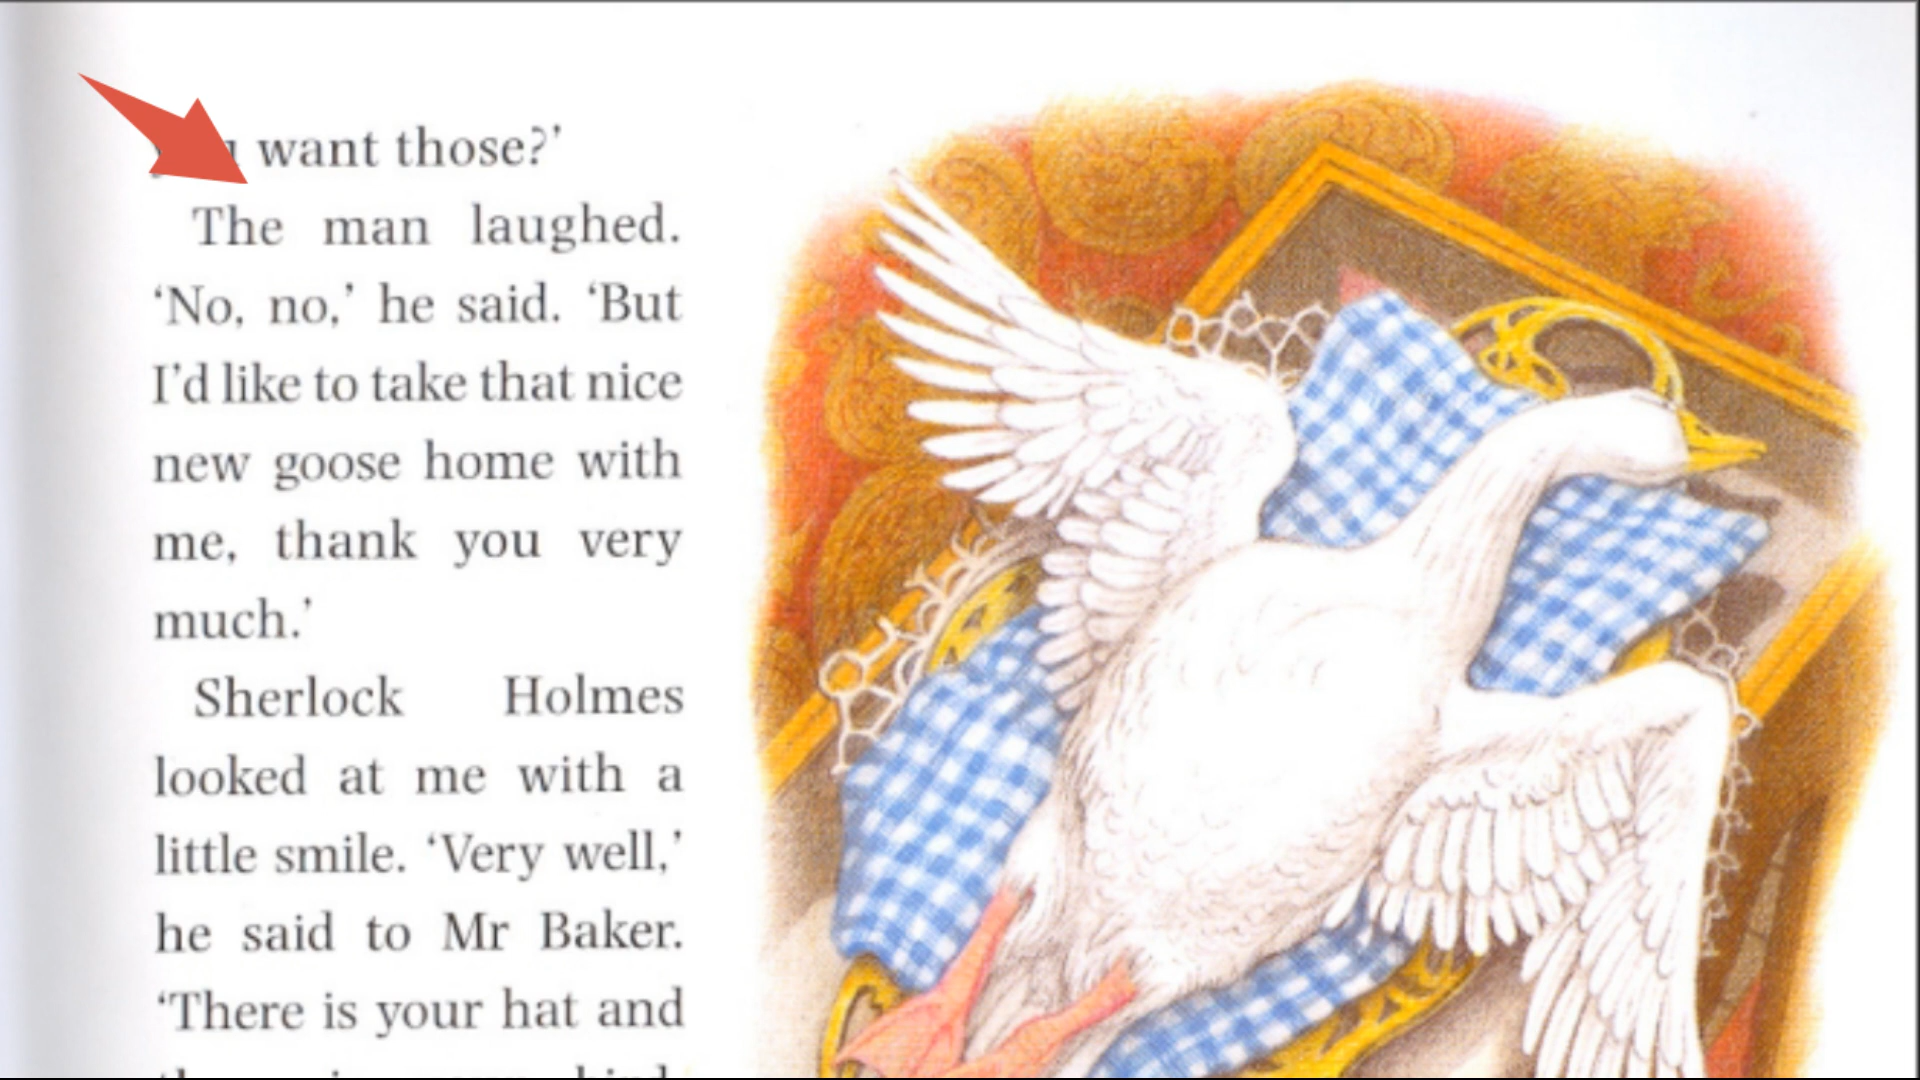 want those?’
The man laughed.
‘No, no,’ he said. ‘But
I’d like to take that nice
new goose home with
me, thank you very
much.’
Sherlock Holmes
looked at me with a
little smile. ‘Very well,’
he said to Mr Baker.
‘There is your hat and